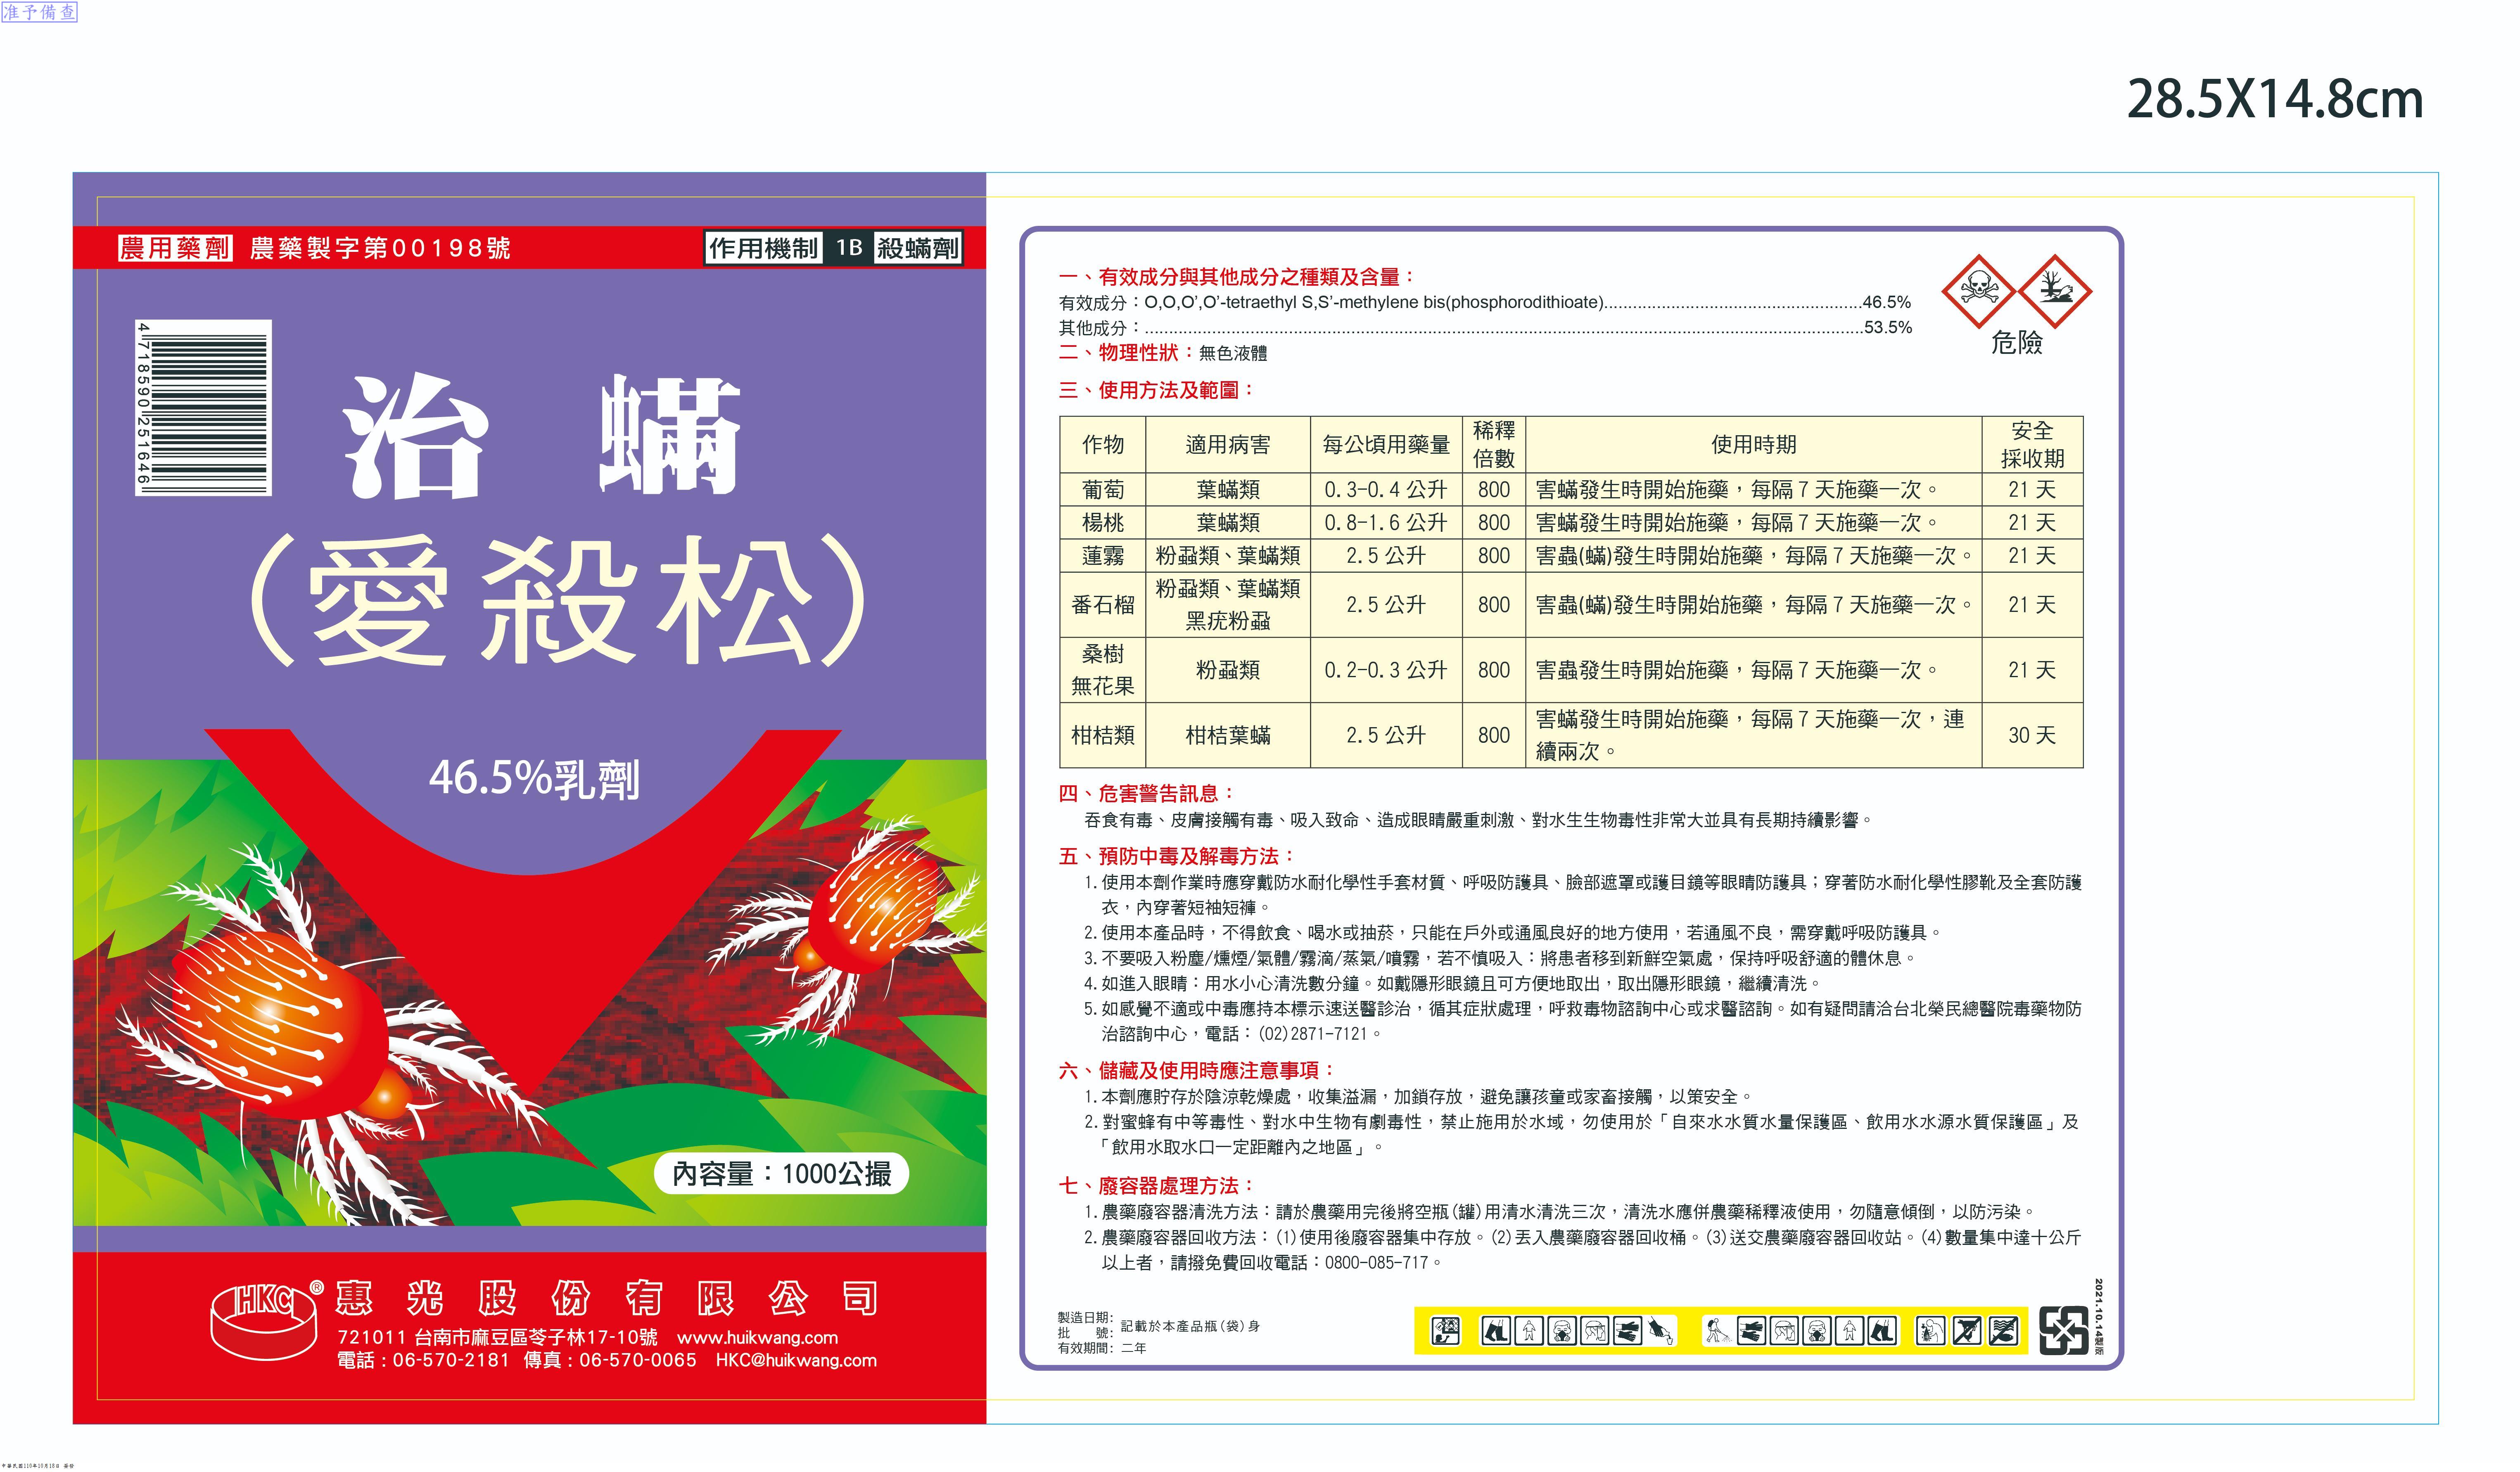 准予備查
28.5X14.8cm
農用藥劑 農藥製字第00198號
作用機制 1B 殺蟎劑
4 718590 251646
治蟎
(愛殺松)
46.5%乳劑
內容量：1000公撮
HKC® 惠光股份有限公司
721011 台南市麻豆區苓子林17-10號 www.huikwang.com
電話：06-570-2181 傳真：06-570-0065 HKC@huikwang.com
一、有效成分與其他成分之種類及含量：
有效成分：O,O,O',O'-tetraethyl S,S'-methylene bis(phosphorodithioate)......................................................46.5%
其他成分：......................................................................................................................................................53.5%
二、物理性狀：無色液體
危險
三、使用方法及範圍：
作物 適用病害 每公頃用藥量 稀釋倍數 使用時期 安全採收期
葡萄 葉蟎類 0.3-0.4 公升 800 害蟎發生時開始施藥，每隔 7 天施藥一次。 21 天
楊桃 葉蟎類 0.8-1.6 公升 800 害蟎發生時開始施藥，每隔 7 天施藥一次。 21 天
蓮霧 粉蝨類、葉蟎類 2.5 公升 800 害蟲(蟎)發生時開始施藥，每隔 7 天施藥一次。 21 天
番石榴 粉蝨類、葉蟎類 黑疣粉蝨 2.5 公升 800 害蟲(蟎)發生時開始施藥，每隔 7 天施藥一次。 21 天
桑樹 無花果 粉蝨類 0.2-0.3 公升 800 害蟲發生時開始施藥，每隔 7 天施藥一次。 21 天
柑桔類 柑桔葉蟎 2.5 公升 800 害蟎發生時開始施藥，每隔 7 天施藥一次，連續兩次。 30 天
四、危害警告訊息：
吞食有毒、皮膚接觸有毒、吸入致命、造成眼睛嚴重刺激、對水生生物毒性非常大並具有長期持續影響。
五、預防中毒及解毒方法：
1.使用本劑作業時應穿戴防水耐化學性手套材質、呼吸防護具、臉部遮罩或護目鏡等眼睛防護具；穿著防水耐化學性膠靴及全套防護
衣，內穿著短袖短褲。
2.使用本產品時，不得飲食、喝水或抽菸，只能在戶外或通風良好的地方使用，若通風不良，需穿戴呼吸防護具。
3.不要吸入粉塵/燻煙/氣體/霧滴/蒸氣/噴霧，若不慎吸入：將患者移到新鮮空氣處，保持呼吸舒適的體休息。
4.如進入眼睛：用水小心清洗數分鐘。如戴隱形眼鏡且可方便地取出，取出隱形眼鏡，繼續清洗。
5.如感覺不適或中毒應持本標示速送醫診治，循其症狀處理，呼救毒物諮詢中心或求醫諮詢。如有疑問請洽台北榮民總醫院毒藥物防
治諮詢中心，電話：(02)2871-7121。
六、儲藏及使用時應注意事項：
1.本劑應貯存於陰涼乾燥處，收集溢漏，加鎖存放，避免讓孩童或家畜接觸，以策安全。
2.對蜜蜂有中等毒性、對水中生物有劇毒性，禁止施用於水域，勿使用於「自來水水質水量保護區、飲用水水源水質保護區」及
「飲用水取水口一定距離內之地區」。
七、廢容器處理方法：
1.農藥廢容器清洗方法：請於農藥用完後將空瓶(罐)用清水清洗三次，清洗水應併農藥稀釋液使用，勿隨意傾倒，以防污染。
2.農藥廢容器回收方法：(1)使用後廢容器集中存放。(2)丟入農藥廢容器回收桶。(3)送交農藥廢容器回收站。(4)數量集中達十公斤
以上者，請撥免費回收電話：0800-085-717。
製造日期：
批　　號：記載於本產品瓶(袋)身
有效期間：二年
2021.10.14製版
中華民國110年10月18日